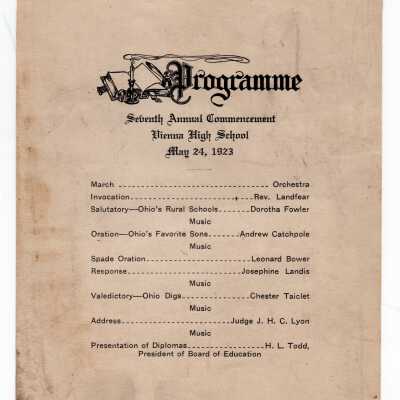 Programme
Seventh Annual Commencement
Vienna High School
May 24, 1923
March Orchestra
Invocation Rev. Landfear
Salutatory—Ohio's Rural Schools Dorotha Fowler
Music
Oration—Ohio's Favorite Sons Andrew Catchpole
Music
Spade Oration Leonard Bower
Response Josephine Landis
Music
Valedictory—Ohio Digs Chester Taiclet
Music
Address Judge J. H. C. Lyon
Music
Presentation of Diplomas H. L. Todd,
President of Board of Education